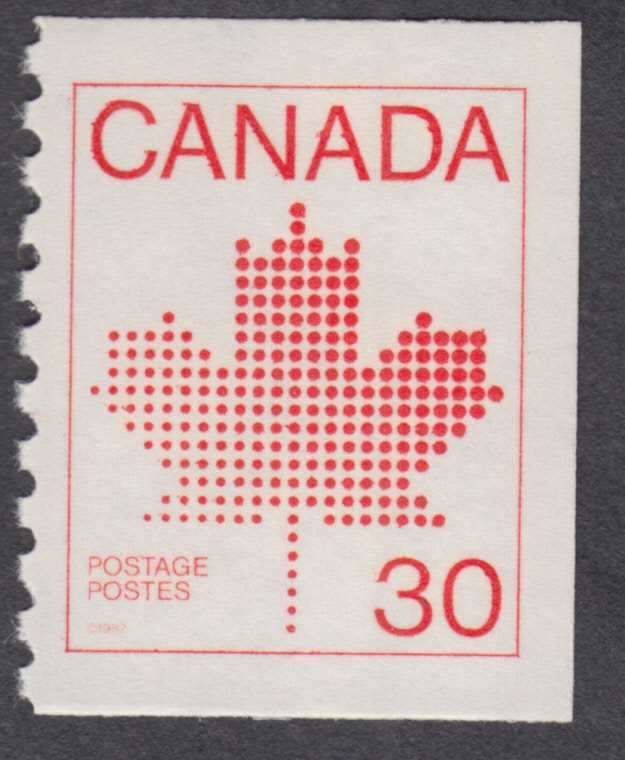 CANADA
POSTAGE
POSTES
30
©1982